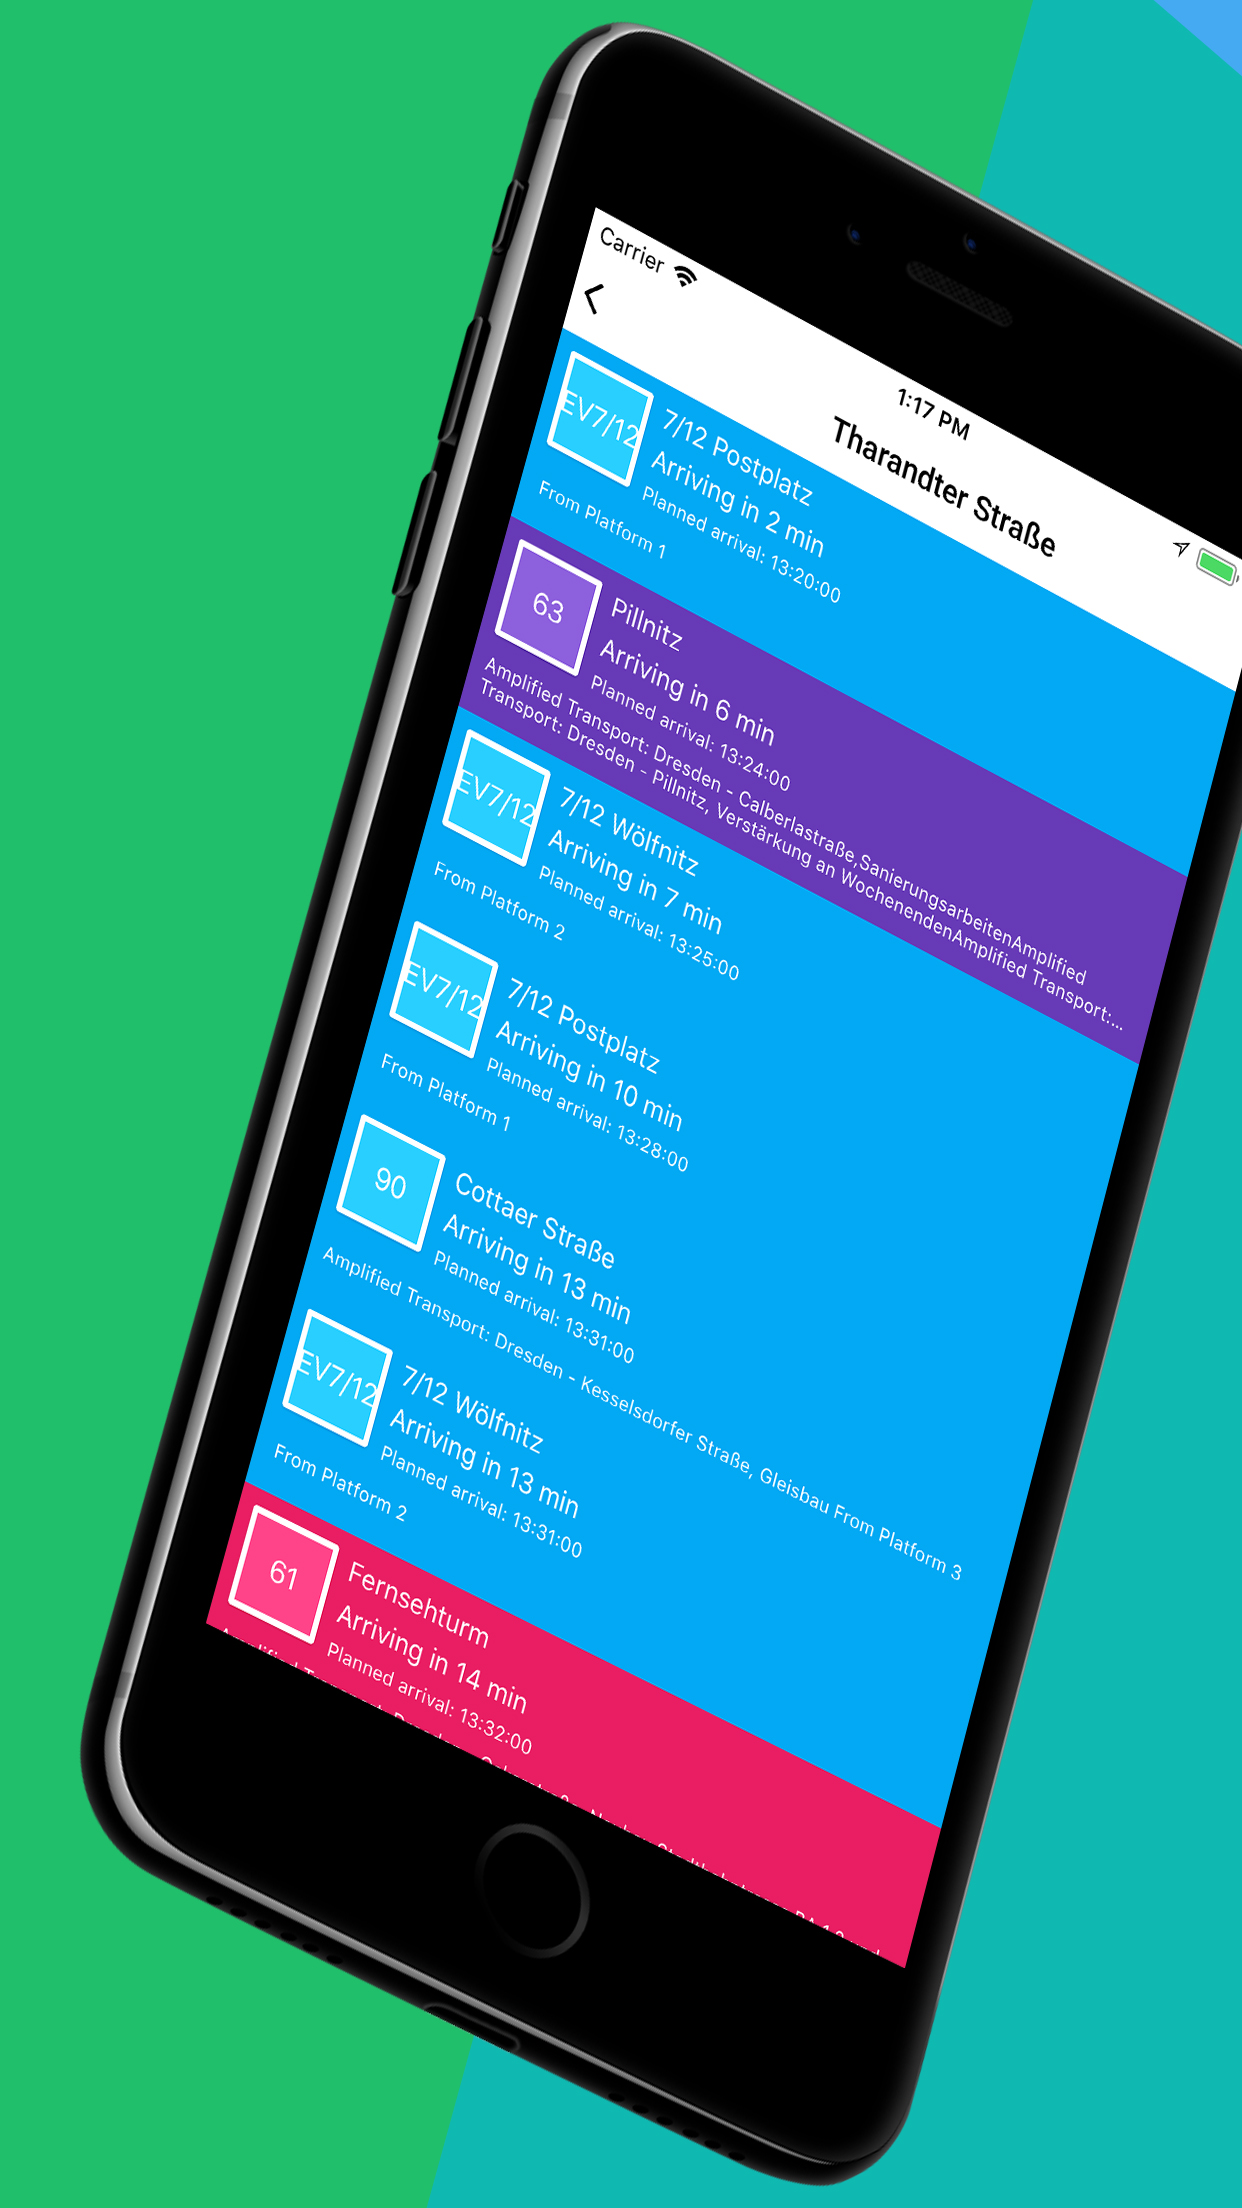 Carrier
1:17 PM
Tharandter Straße
EV7/12
7/12 Postplatz
Arriving in 2 min
Planned arrival: 13:20:00
From Platform 1
63
Pillnitz
Arriving in 6 min
Planned arrival: 13:24:00
Amplified Transport: Dresden - Calberlastraße,SanierungsarbeitenAmplified
Transport: Dresden - Pillnitz, Verstärkung an WochenendenAmplified Transport:...
EV7/12
7/12 Wölfnitz
Arriving in 7 min
Planned arrival: 13:25:00
From Platform 2
EV7/12
7/12 Postplatz
Arriving in 10 min
Planned arrival: 13:28:00
From Platform 1
90
Cottaer Straße
Arriving in 13 min
Planned arrival: 13:31:00
Amplified Transport: Dresden - Kesselsdorfer Straße, Gleisbau From Platform 3
EV7/12
7/12 Wölfnitz
Arriving in 13 min
Planned arrival: 13:31:00
From Platform 2
61
Fernsehturm
Arriving in 14 min
Planned arrival: 13:32:00